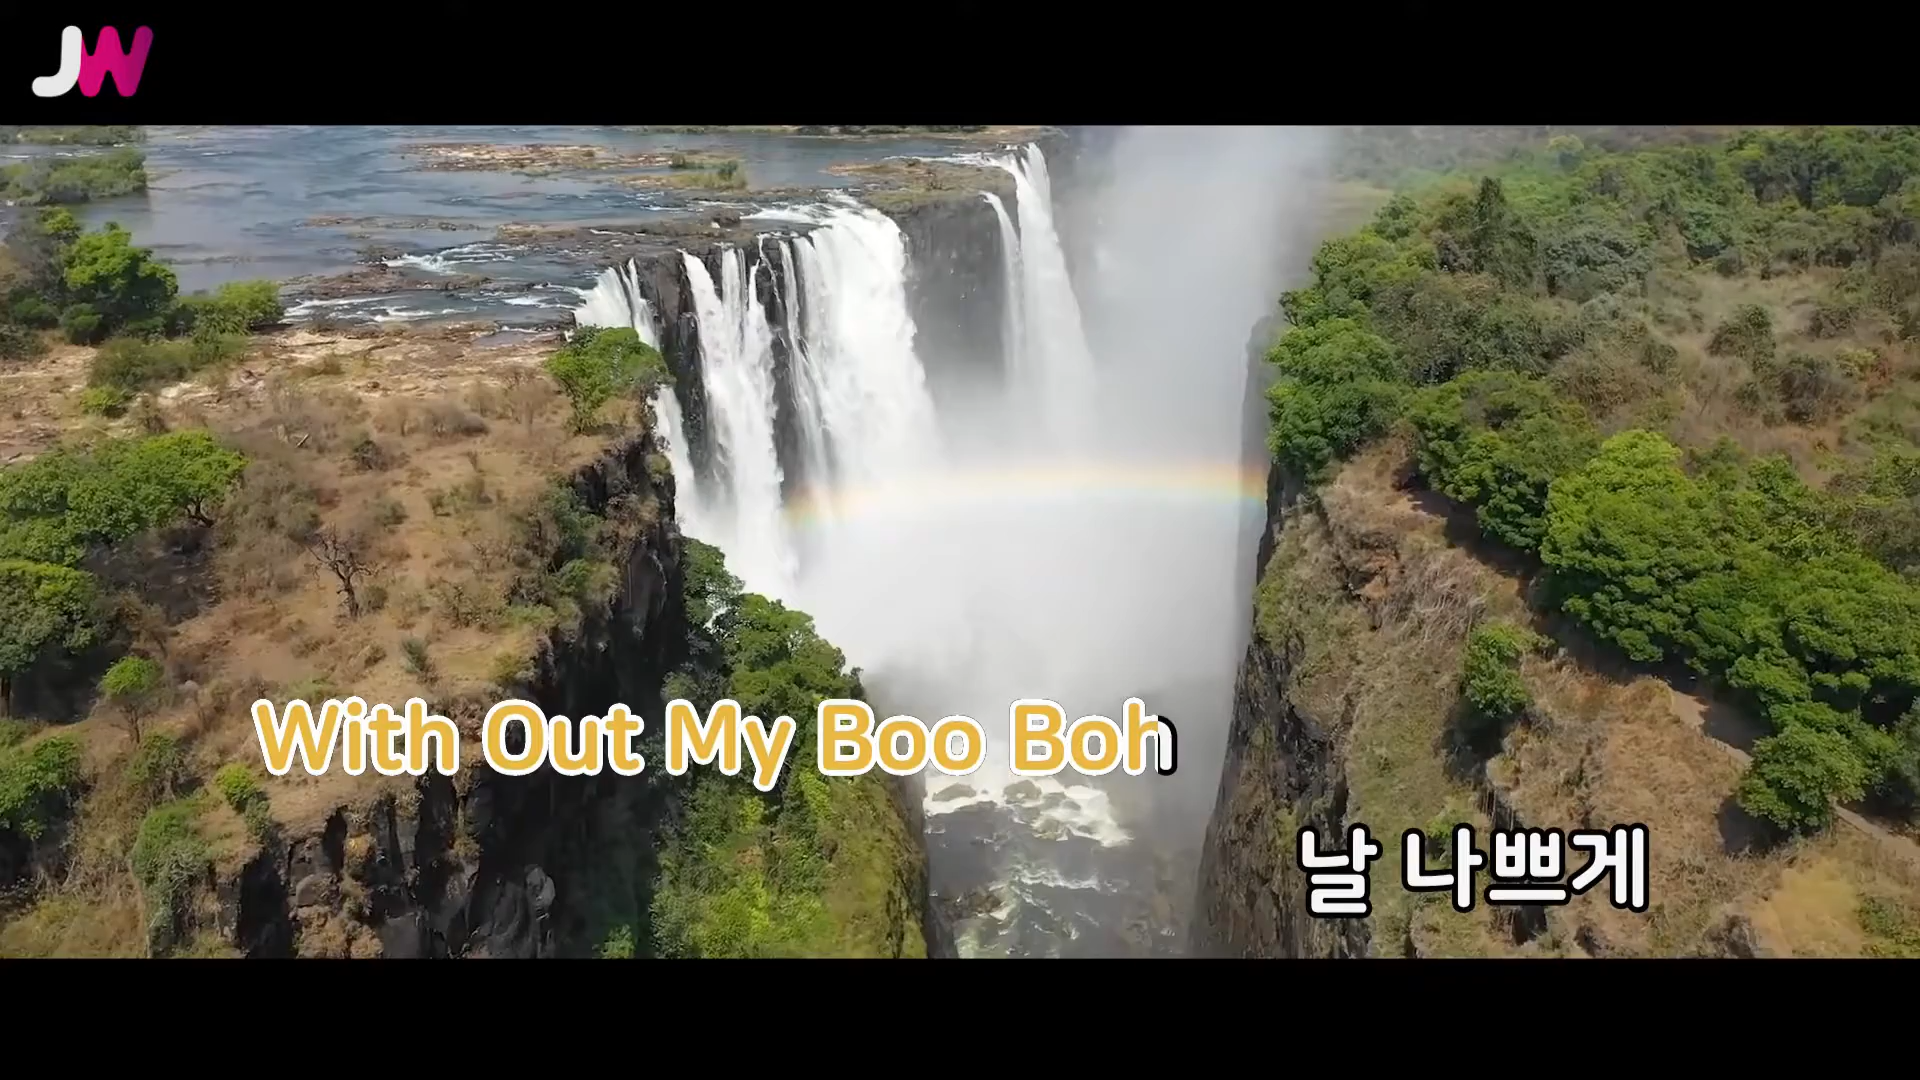 JW
With Out My Boo Boh
날 나쁘게